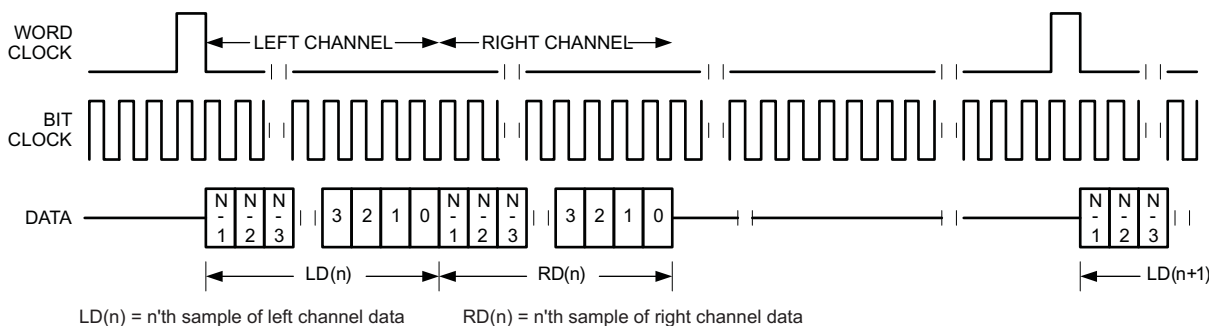 WORD
CLOCK
LEFT CHANNEL
RIGHT CHANNEL
BIT
CLOCK
DATA
N
-
1
N
-
2
N
-
3
3 2 1 0
N
-
1
N
-
2
N
-
3
3 2 1 0
N
-
1
N
-
2
N
-
3
LD(n)
RD(n)
LD(n+1)
LD(n) = n'th sample of left channel data
RD(n) = n'th sample of right channel data